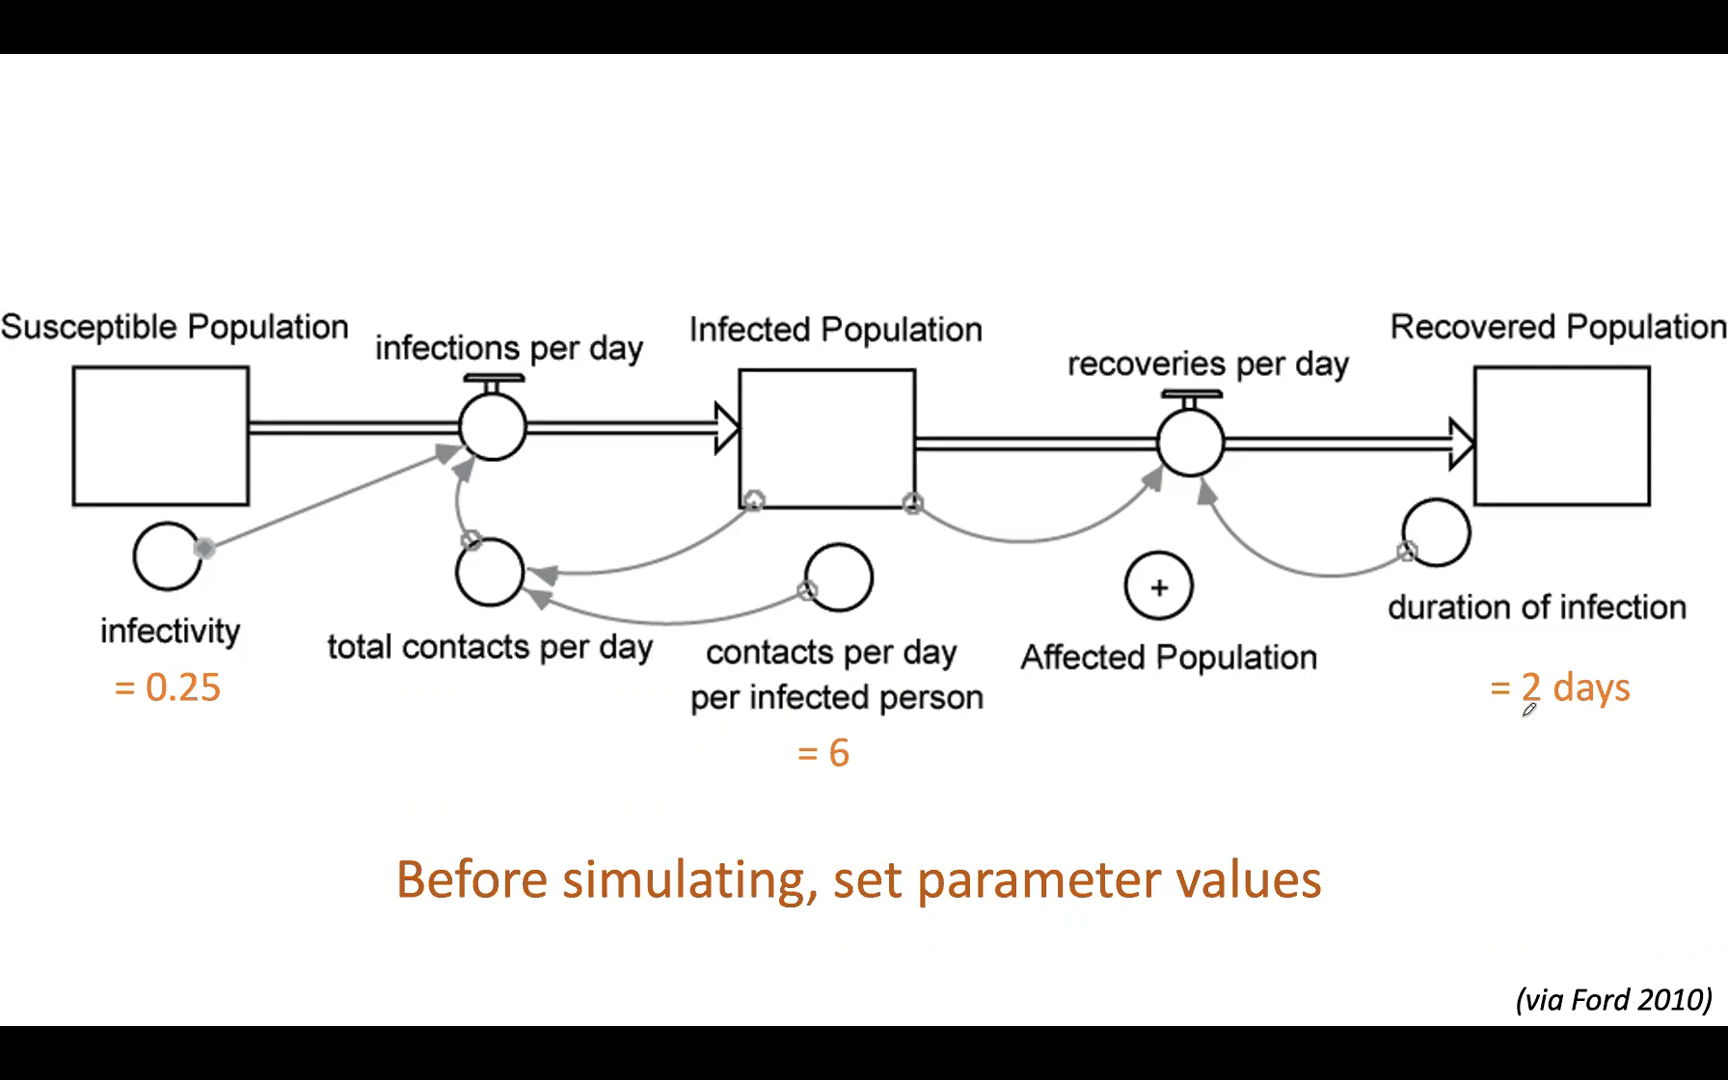 Susceptible Population
infections per day
Infected Population
recoveries per day
Recovered Population
infectivity
= 0.25
total contacts per day
contacts per day
per infected person
= 6
+
Affected Population
duration of infection
= 2 days
Before simulating, set parameter values
(via Ford 2010)